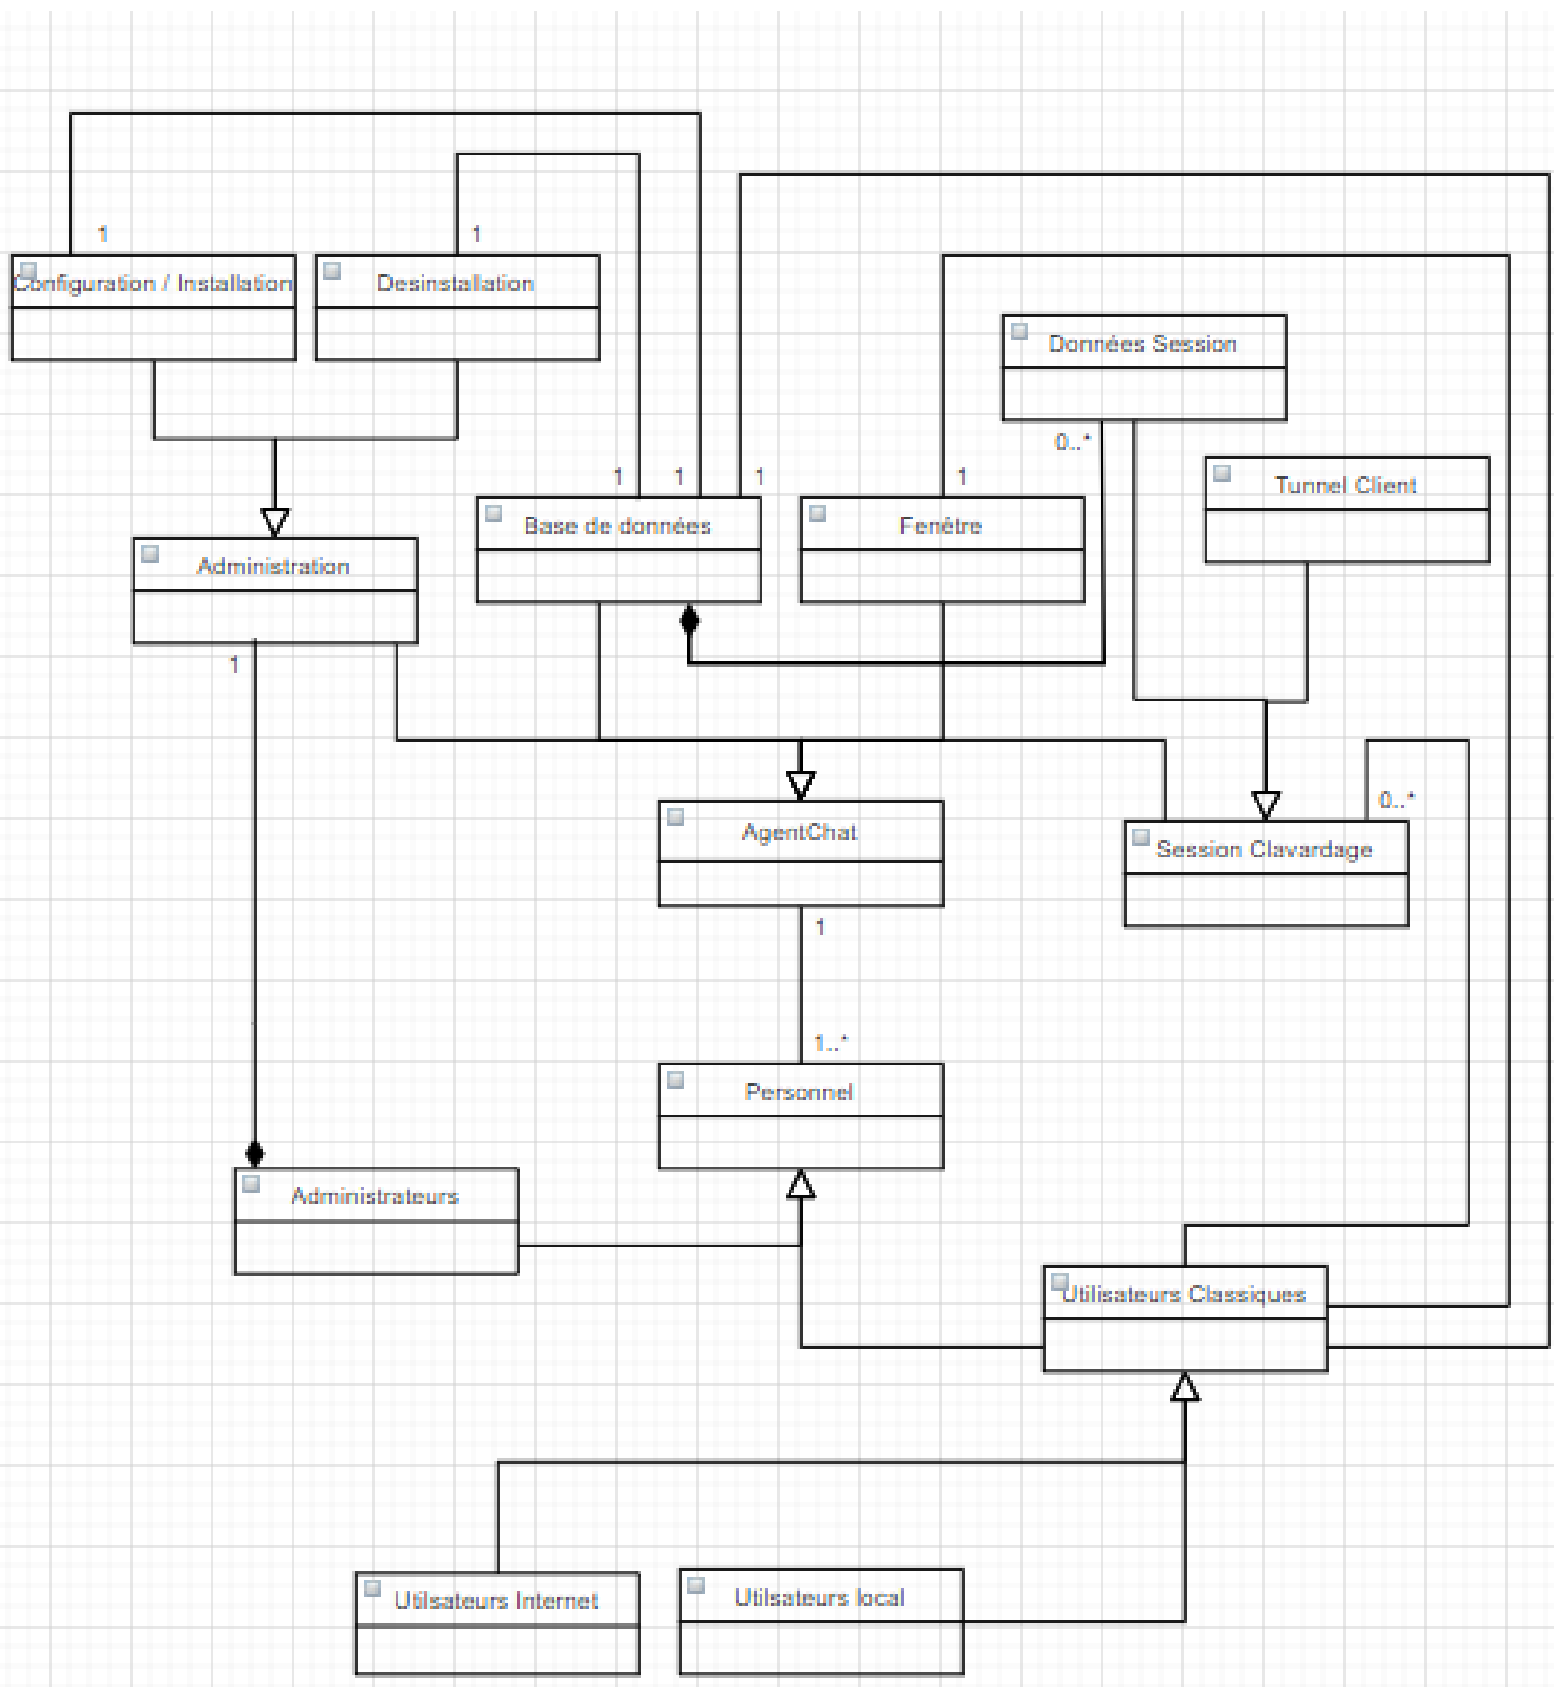 1
1
Configuration / Installation
Desinstallation
Données Session
0..*
1
1
1
1
Tunnel Client
Base de données
Fenêtre
Administration
1
0..*
AgentChat
Session Clavardage
1
1..*
Personnel
Administrateurs
Utilisateurs Classiques
Utilsateurs Internet
Utilsateurs local